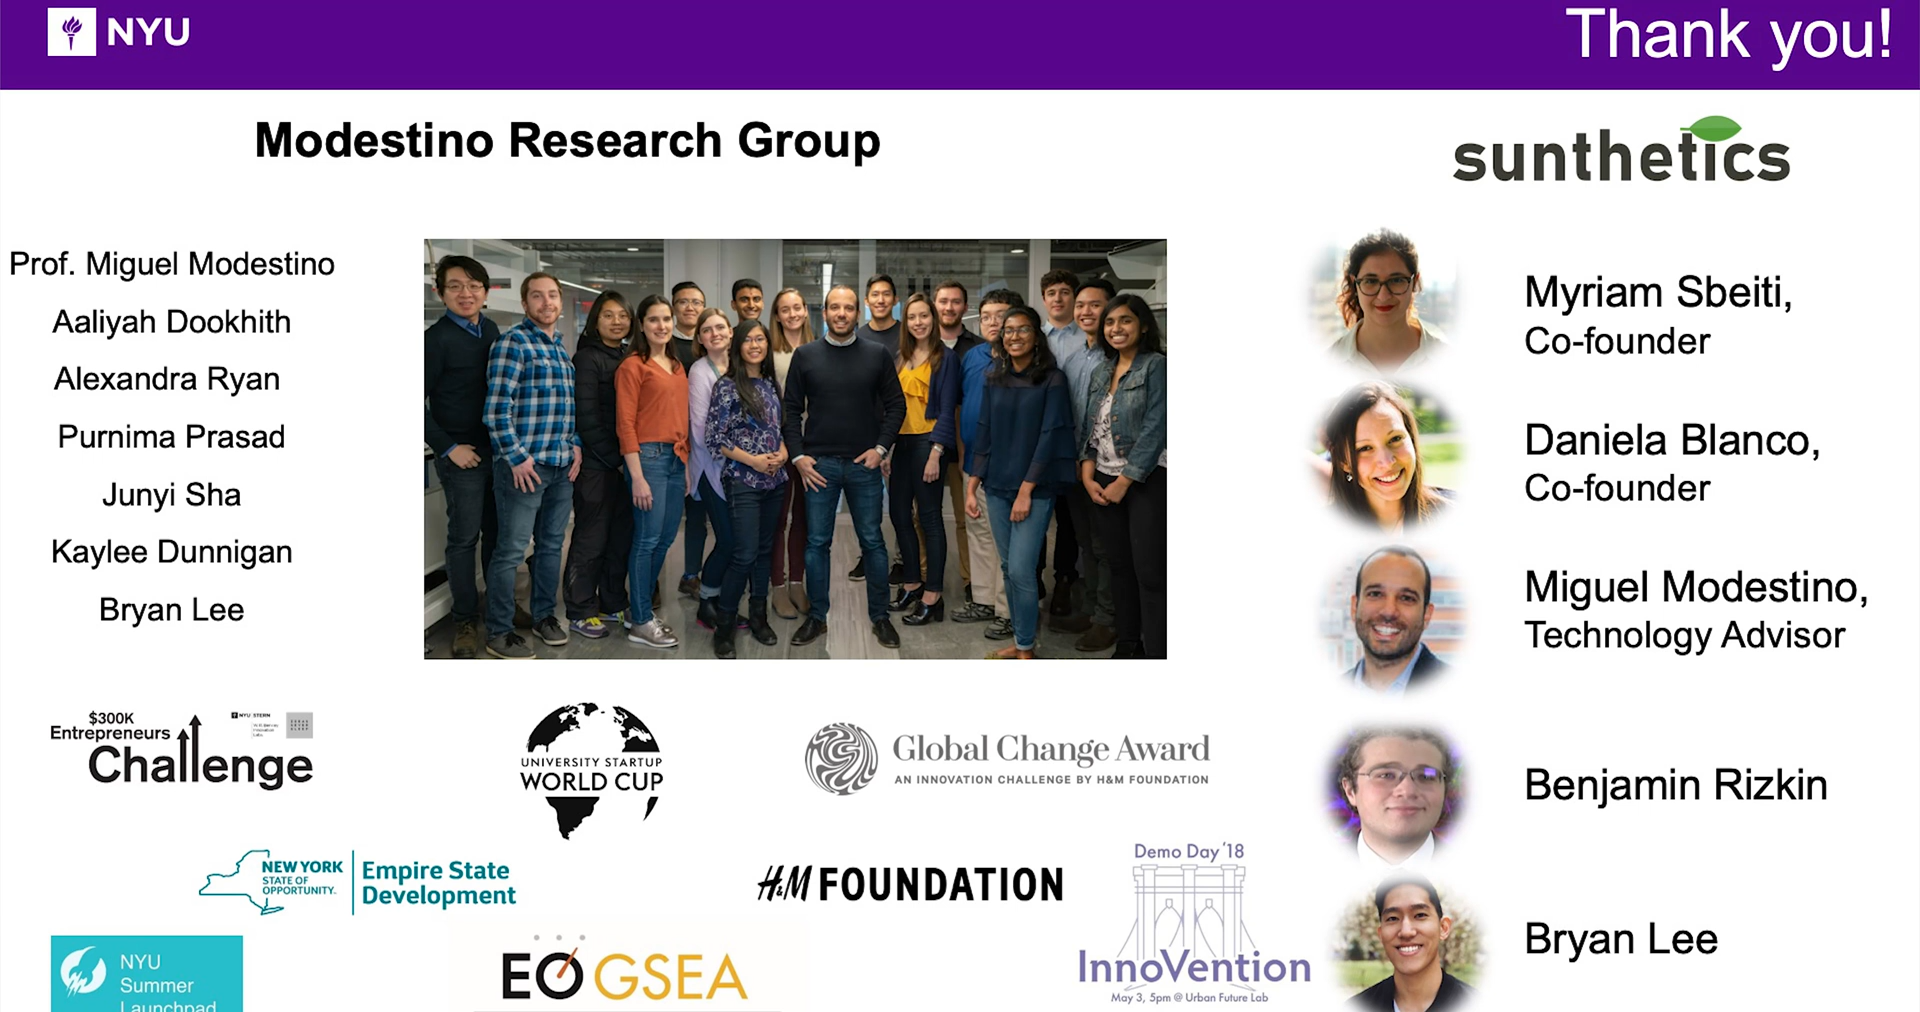 NYU
Thank you!
Modestino Research Group
sunthetics
Prof. Miguel Modestino
Aaliyah Dookhith
Alexandra Ryan
Purnima Prasad
Junyi Sha
Kaylee Dunnigan
Bryan Lee
Myriam Sbeiti,
Co-founder
Daniela Blanco,
Co-founder
Miguel Modestino,
Technology Advisor
Benjamin Rizkin
Bryan Lee
$300K
Entrepreneurs
Challenge
NYU STERN
UNIVERSITY STARTUP
WORLD CUP
Global Change Award
AN INNOVATION CHALLENGE BY H&M FOUNDATION
NEW YORK
STATE OF
OPPORTUNITY.
Empire State
Development
H&M FOUNDATION
Demo Day '18
InnoVention
May 3, 5pm @ Urban Future Lab
NYU
Summer
Launchpad
EO GSEA